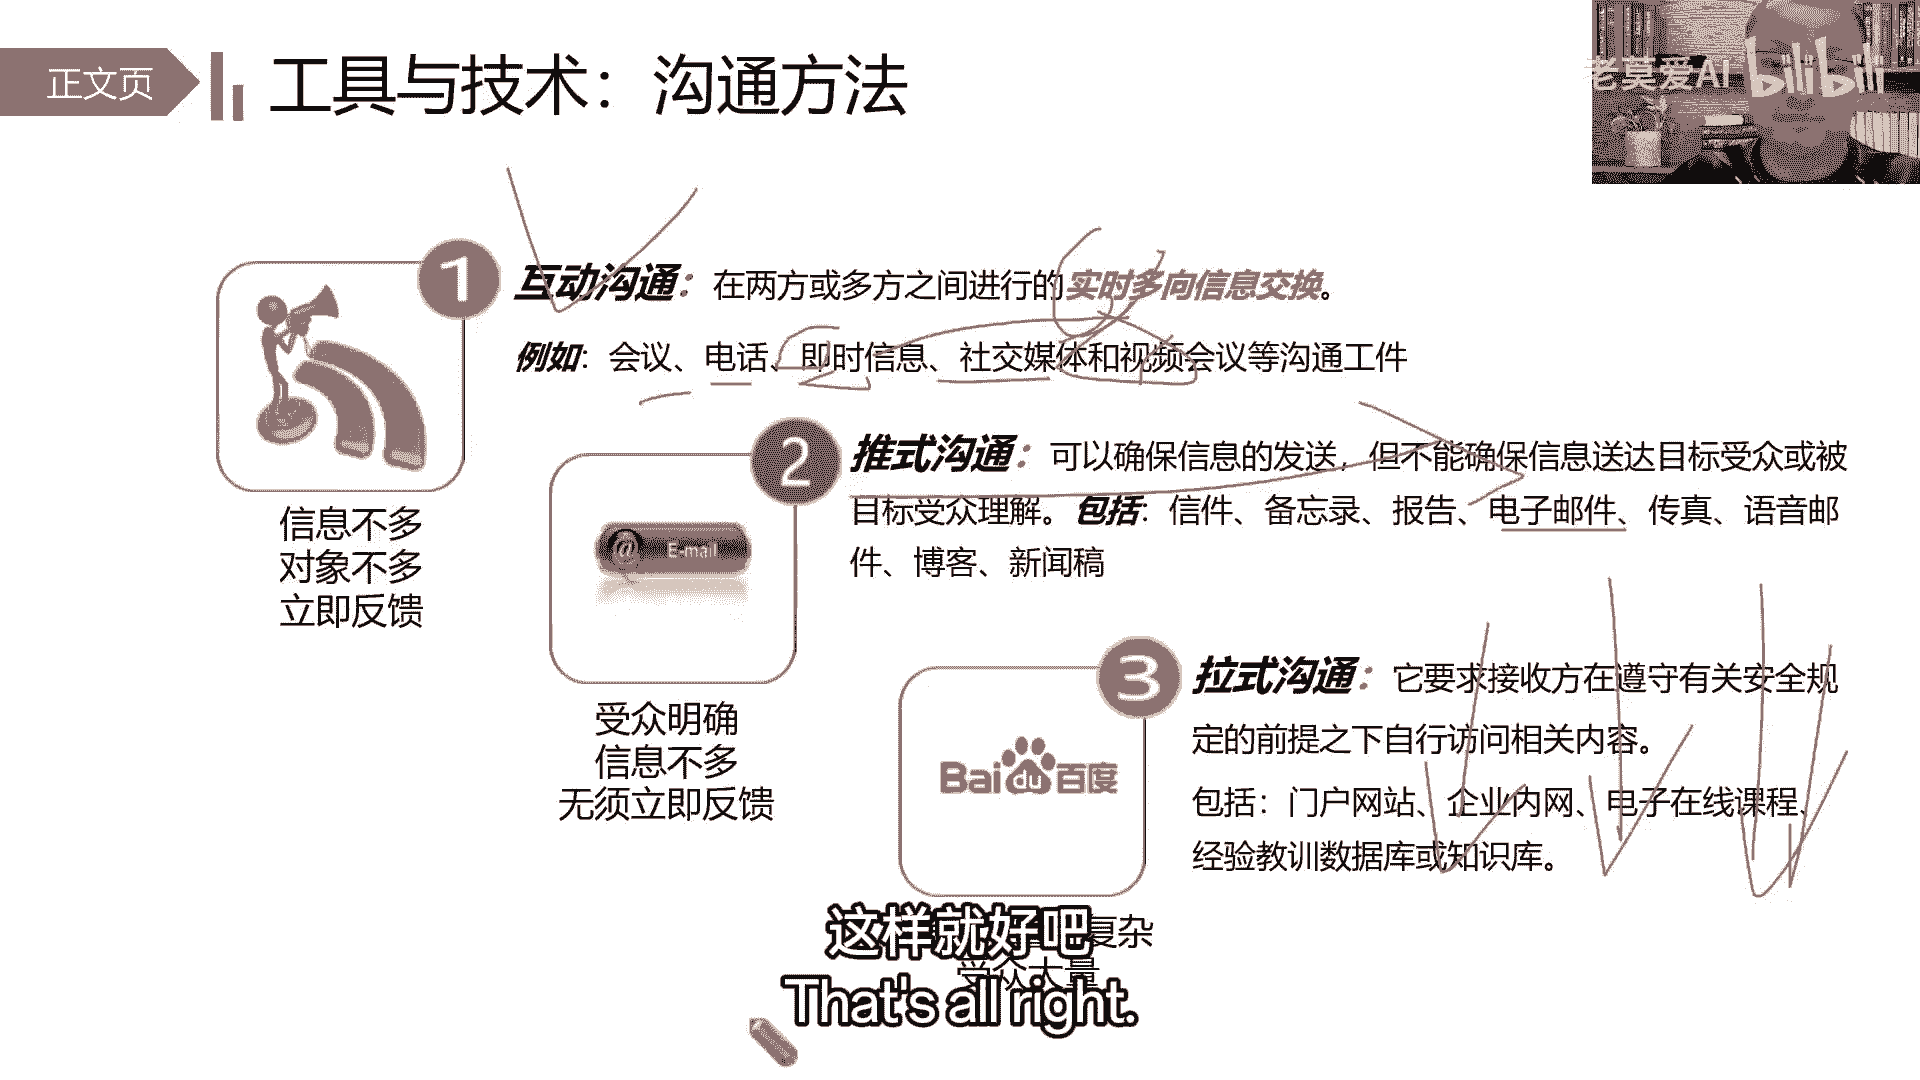 正文页
工具与技术：沟通方法
老莫爱AI
bilibili
1
互动沟通：在两方或多方之间进行的实时多向信息交换。
例如：会议、电话、即时信息、社交媒体和视频会议等沟通工件
信息不多
对象不多
立即反馈
2
推式沟通：可以确保信息的发送，但不能确保信息送达目标受众或被
目标受众理解。包括：信件、备忘录、报告、电子邮件、传真、语音邮
件、博客、新闻稿
@ E-mail
受众明确
信息不多
无须立即反馈
3
拉式沟通：它要求接收方在遵守有关安全规
定的前提之下自行访问相关内容。
包括：门户网站、企业内网、电子在线课程、
经验教训数据库或知识库。
Baidu百度
复杂
受众大量
这样就好吧
That's all right.